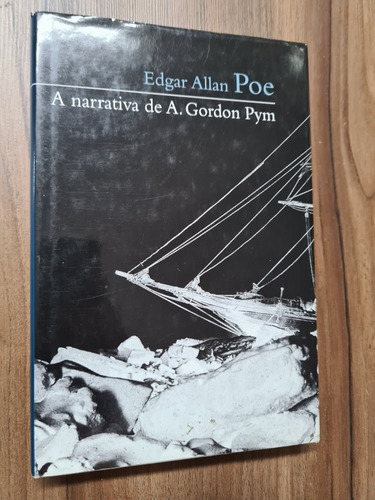 Edgar Allan Poe
A narrativa de A. Gordon Pym